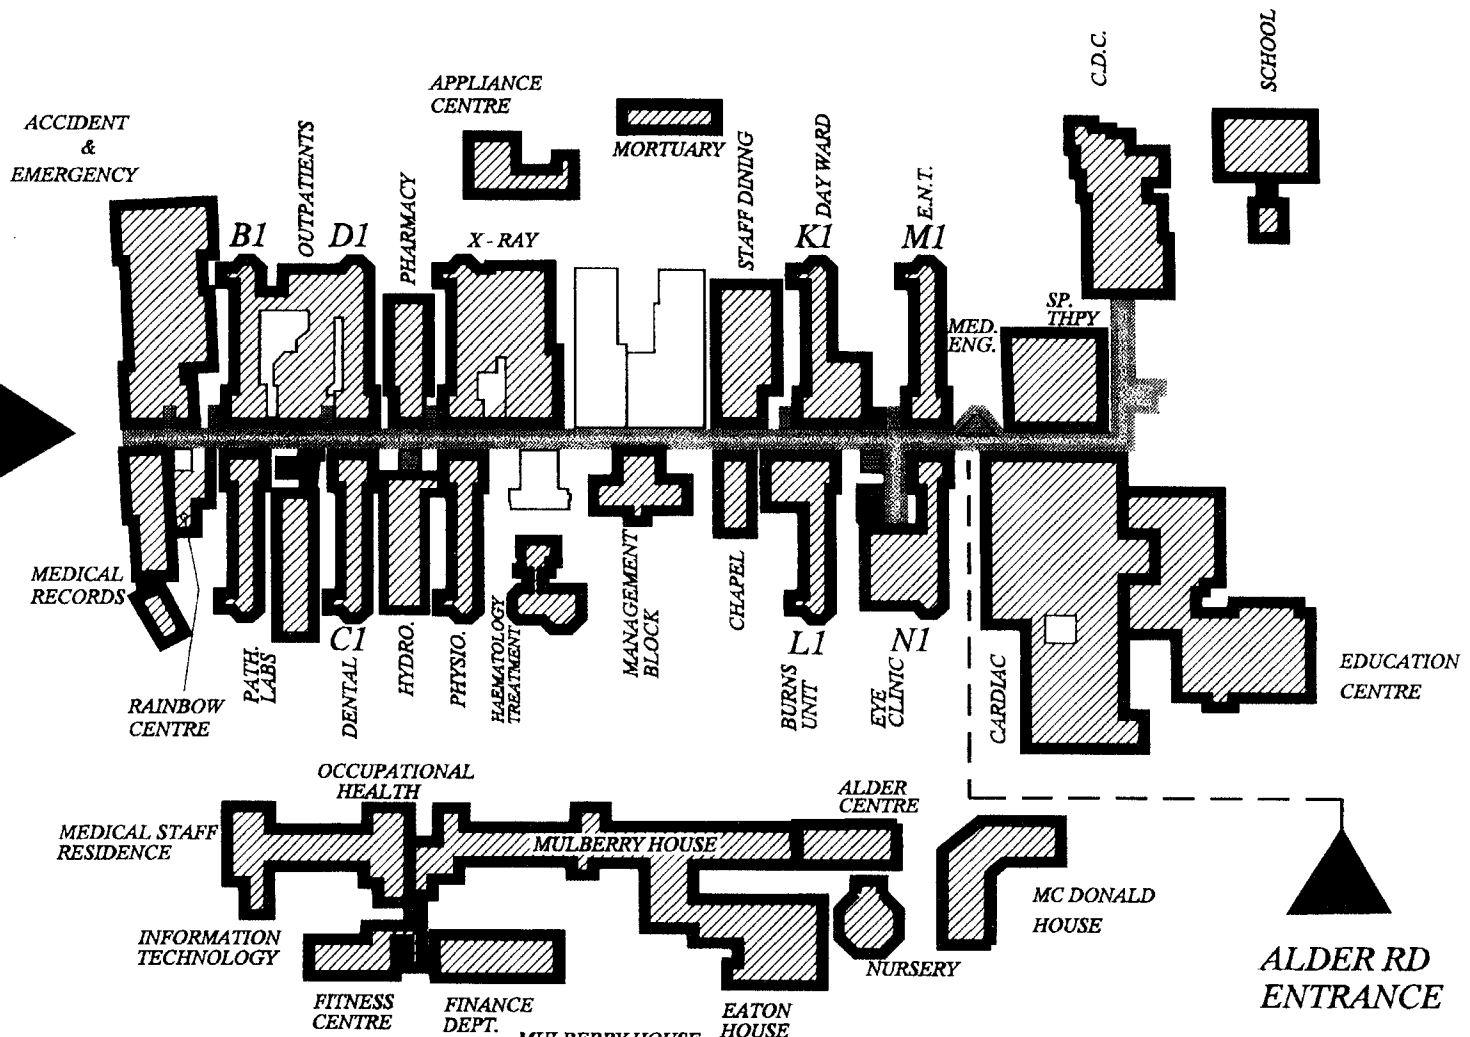 C.D.C.
SCHOOL
APPLIANCE
CENTRE
ACCIDENT
&
EMERGENCY
MORTUARY
OUTPATIENTS
PHARMACY
STAFF DINING
DAY WARD
E.N.T.
B1
D1
X - RAY
K1
M1
SP.
THPY
MED.
ENG.
MEDICAL
RECORDS
RAINBOW
CENTRE
PATH.
LABS
C1
DENTAL
HYDRO.
PHYSIO.
HAEMATOLOGY
TREATMENT
MANAGEMENT
BLOCK
CHAPEL
L1
BURNS
UNIT
N1
EYE
CLINIC
CARDIAC
EDUCATION
CENTRE
OCCUPATIONAL
HEALTH
ALDER
CENTRE
MEDICAL STAFF
RESIDENCE
MULBERRY HOUSE
MC DONALD
HOUSE
INFORMATION
TECHNOLOGY
NURSERY
ALDER RD
ENTRANCE
FITNESS
CENTRE
FINANCE
DEPT.
EATON
HOUSE
MULBERRY HOUSE